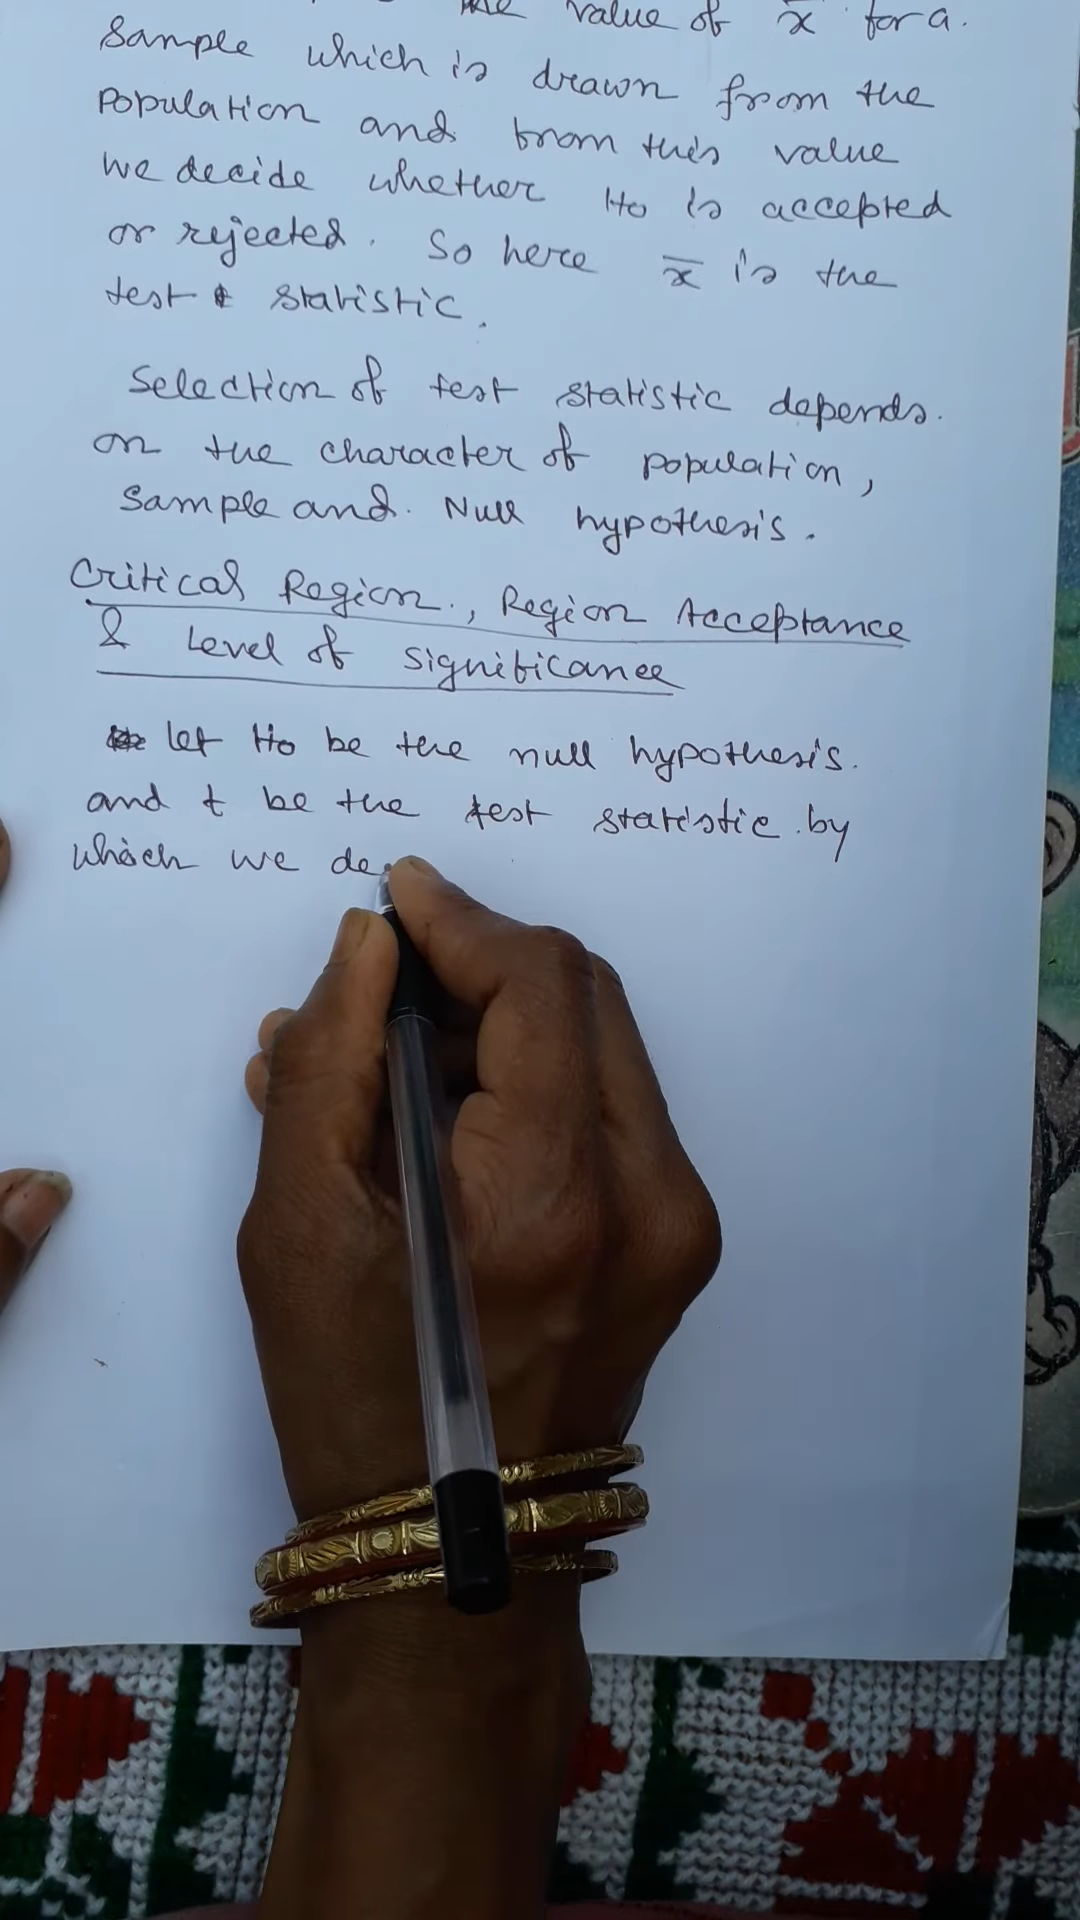 the value of x̄ for a.
Sample which is drawn from the
population and from this value
we decide whether H0 is accepted
or rejected. So here x̄ is the
test statistic.
Selection of test statistic depends.
on the character of population,
Sample and. Null hypothesis.
Critical Region., Region Acceptance
& Level of significance
let H0 be the null hypothesis.
and t be the test statistic by
which we de